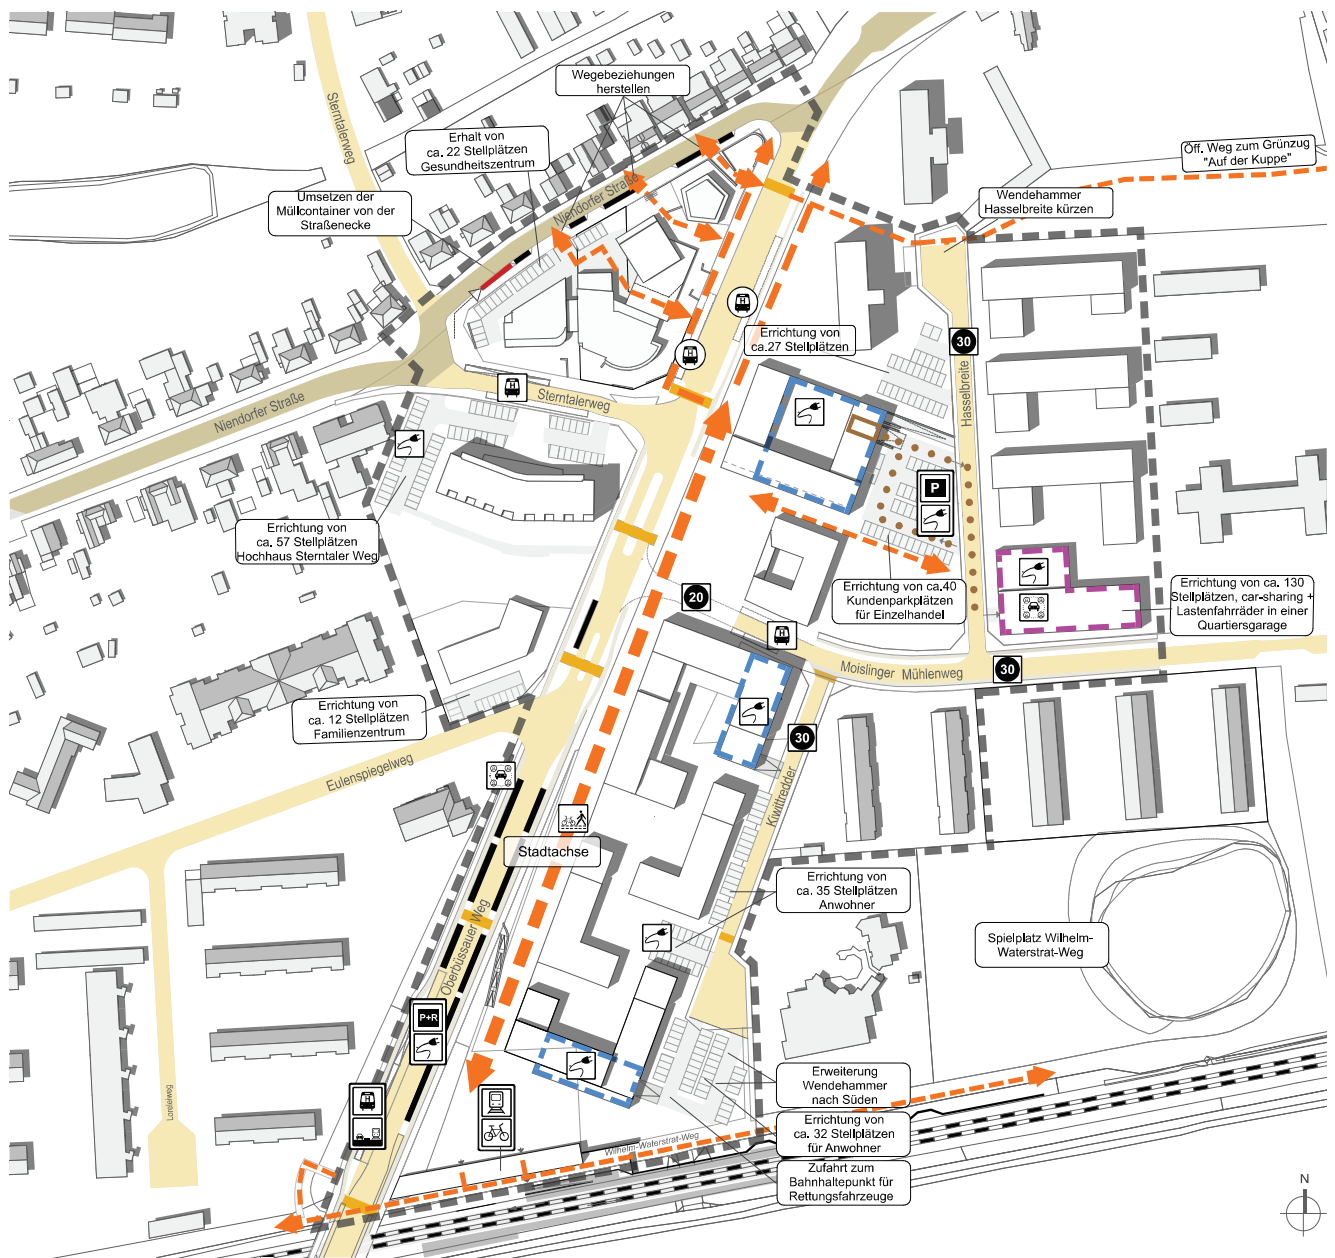 Wegebeziehungen
herstellen
Sterntalerweg
Erhalt von
ca. 22 Stellplätzen
Gesundheitszentrum
Öff. Weg zum Grünzug
"Auf der Kuppe"
Umsetzen der
Müllcontainer von der
Straßenecke
Niendorfer Straße
Wendehammer
Hasselbreite kürzen
H
H
Errichtung von
ca.27 Stellplätzen
30
Hasselbreite
H
Sterntalerweg
Niendorfer Straße
P
Errichtung von
ca. 57 Stellplätzen
Hochhaus Sterntaler Weg
Errichtung von ca.40
Kundenparkplätzen
für Einzelhandel
Errichtung von ca. 130
Stellplätzen, car-sharing +
Lastenfahrräder in einer
Quartiersgarage
20
H
Moislinger Mühlenweg
30
Errichtung von
ca. 12 Stellplätzen
Familienzentrum
30
Eulenspiegelweg
Kiwittredder
Stadtachse
Errichtung von
ca. 35 Stellplätzen
Anwohner
Oberbüssauer Weg
Spielplatz Wilhelm-
Waterstrat-Weg
P+R
Erweiterung
Wendehammer
nach Süden
H
Loreleiweg
Errichtung von
ca. 32 Stellplätzen
für Anwohner
Wilhelm-Waterstrat-Weg
Zufahrt zum
Bahnhaltepunkt für
Rettungsfahrzeuge
N